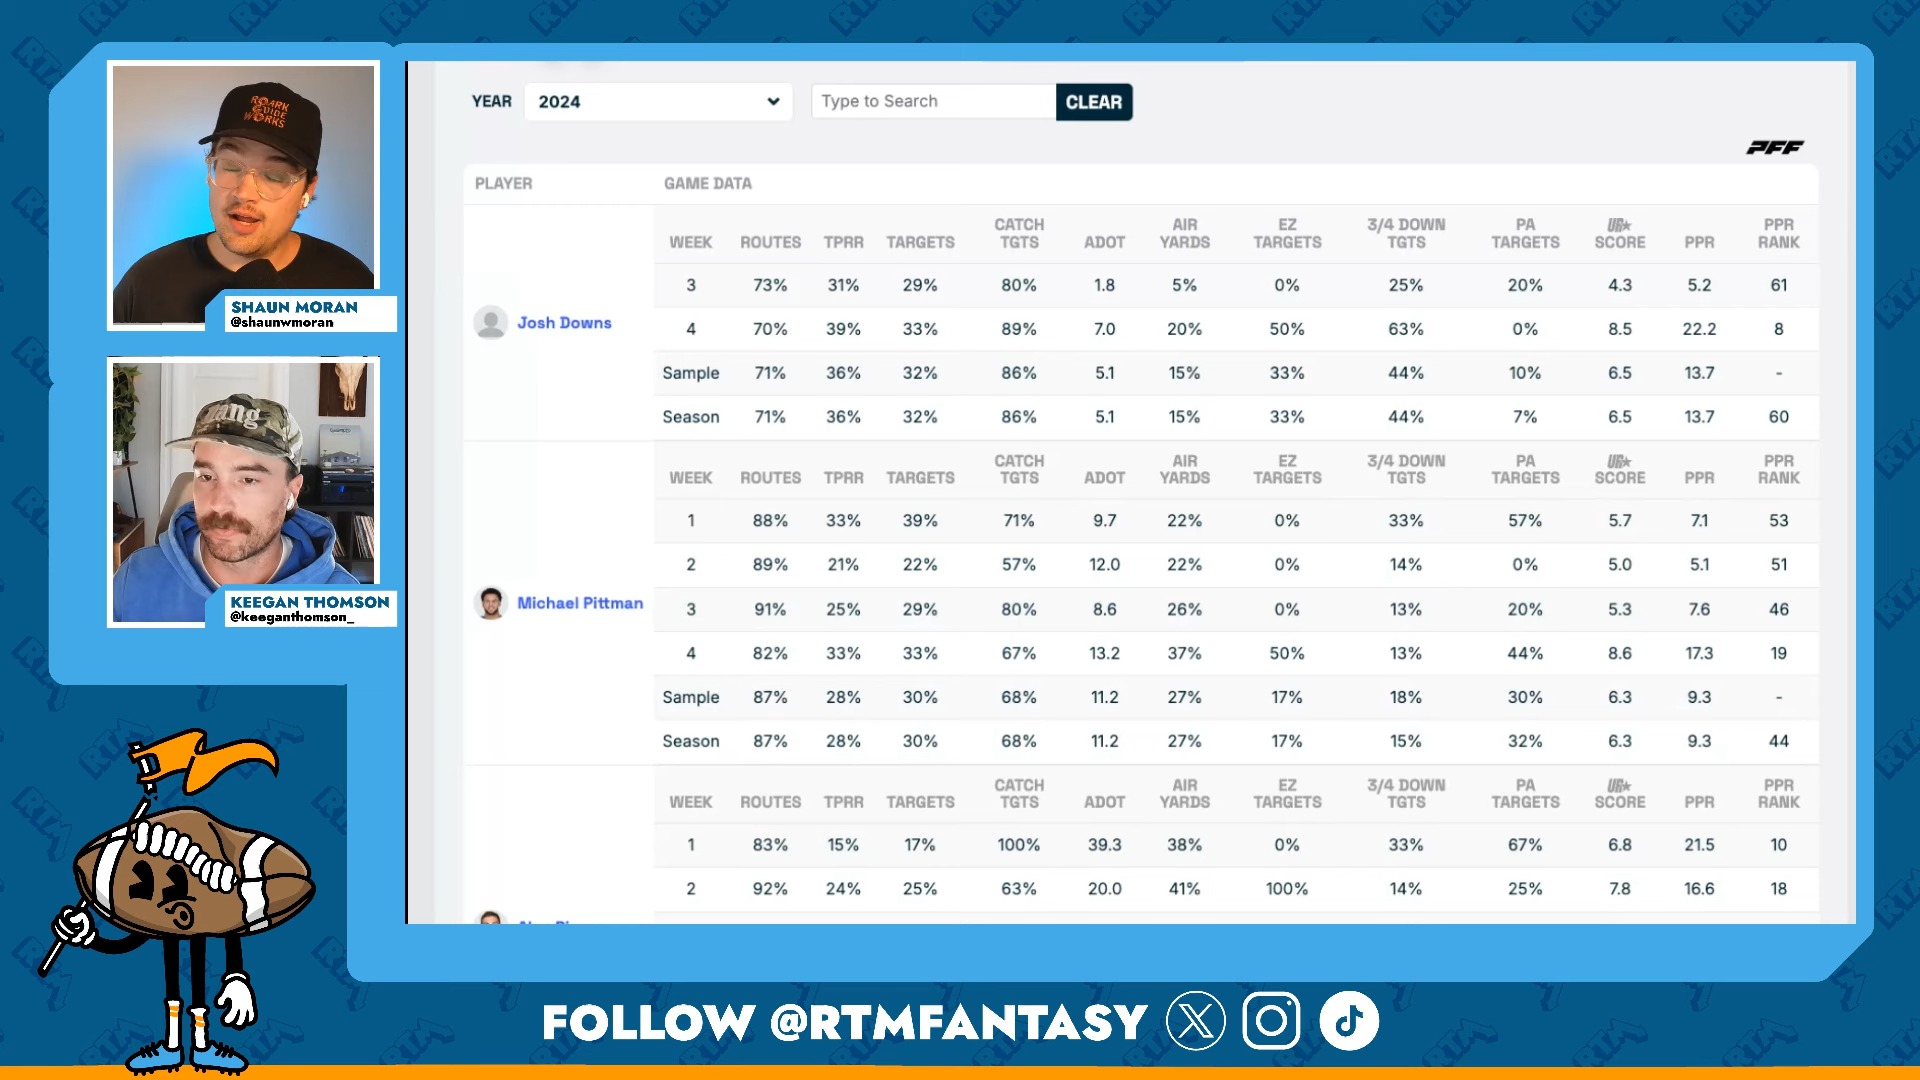 ROARK
GUIDE
WORKS
SHAUN MORAN
@shaunwmoran
KEEGAN THOMSON
@keeganthomson_
YEAR 2024 Type to Search CLEAR
PFF
PLAYER GAME DATA
WEEK ROUTES TPRR TARGETS CATCH TGTS ADOT AIR YARDS EZ TARGETS 3/4 DOWN TGTS PA TARGETS SCORE PPR PPR RANK
Josh Downs
3 73% 31% 29% 80% 1.8 5% 0% 25% 20% 4.3 5.2 61
4 70% 39% 33% 89% 7.0 20% 50% 63% 0% 8.5 22.2 8
Sample 71% 36% 32% 86% 5.1 15% 33% 44% 10% 6.5 13.7 -
Season 71% 36% 32% 86% 5.1 15% 33% 44% 7% 6.5 13.7 60
WEEK ROUTES TPRR TARGETS CATCH TGTS ADOT AIR YARDS EZ TARGETS 3/4 DOWN TGTS PA TARGETS SCORE PPR PPR RANK
Michael Pittman
1 88% 33% 39% 71% 9.7 22% 0% 33% 57% 5.7 7.1 53
2 89% 21% 22% 57% 12.0 22% 0% 14% 0% 5.0 5.1 51
3 91% 25% 29% 80% 8.6 26% 0% 13% 20% 5.3 7.6 46
4 82% 33% 33% 67% 13.2 37% 50% 13% 44% 8.6 17.3 19
Sample 87% 28% 30% 68% 11.2 27% 17% 18% 30% 6.3 9.3 -
Season 87% 28% 30% 68% 11.2 27% 17% 15% 32% 6.3 9.3 44
WEEK ROUTES TPRR TARGETS CATCH TGTS ADOT AIR YARDS EZ TARGETS 3/4 DOWN TGTS PA TARGETS SCORE PPR PPR RANK
1 83% 15% 17% 100% 39.3 38% 0% 33% 67% 6.8 21.5 10
2 92% 24% 25% 63% 20.0 41% 100% 14% 25% 7.8 16.6 18
FOLLOW @RTMFANTASY